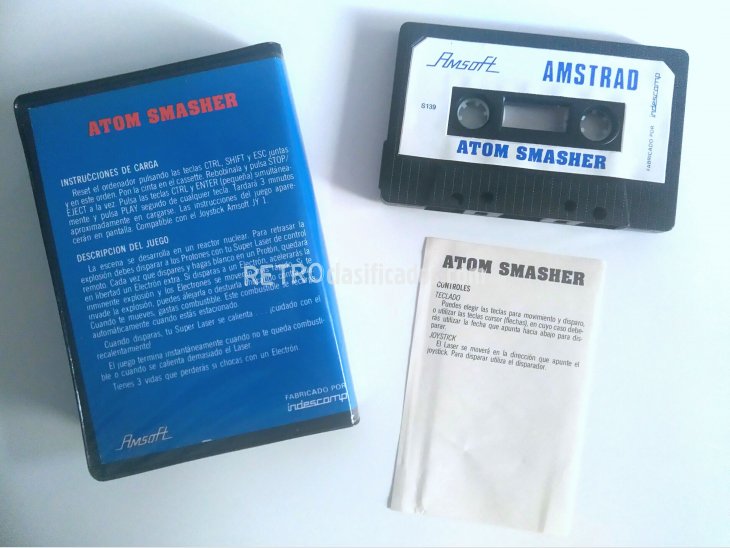 ATOM SMASHER
INSTRUCCIONES DE CARGA
Reset el ordenador pulsando las teclas CTRL, SHIFT y ESC juntas
y en este orden. Pon la cinta en el cassette. Rebobínala y pulsa STOP/
EJECT a la vez. Pulsa las teclas CTRL y ENTER (pequeña) simultánea-
mente y pulsa PLAY seguido de cualquier tecla. Tardará 3 minutos
aproximadamente en cargarse. Las instrucciones del juego apare-
cerán en pantalla. Compatible con el Joystick Amsoft JY 1.
DESCRIPCION DEL JUEGO
La escena se desarrolla en un reactor nuclear. Para retrasar la
explosión debes disparar a los Protones con tu Super Laser de control
remoto. Cada vez que dispares y hagas blanco en un Protón, quedará
en libertad un Electrón extra. Si disparas a un Electrón, acelerarás la
inminente explosión y los Electrones se moverán más Si te
invade la explosión, puedes alejarla o destuirla
Cuando te mueves, gastas combustible. Este combustible
automáticamente cuando estás estacionado.
Cuando disparas, tu Super Laser se calienta . . . ¡cuidado con el
recalentamiento!
El juego termina instantáneamente cuando no te queda combusti-
ble o cuando se calienta demasiado el Laser
Tienes 3 vidas que perderás si chocas con un Electrón
FABRICADO POR
indescomp
Amsoft
Amsoft
AMSTRAD
S139
ATOM SMASHER
FABRICADO POR
indescomp
RETROclasificados.com
ATOM SMASHER
CONTROLES
TECLADO
Puedes elegir las teclas para movimiento y disparo,
o utilizar las teclas cursor (flechas), en cuyo caso debe-
rás utilizar la fecha que apunta hacia abajo para dis-
parar.
JOYSTICK
El Laser se moverá en la dirección que apunte el
joystick. Para disparar utiliza el disparador.